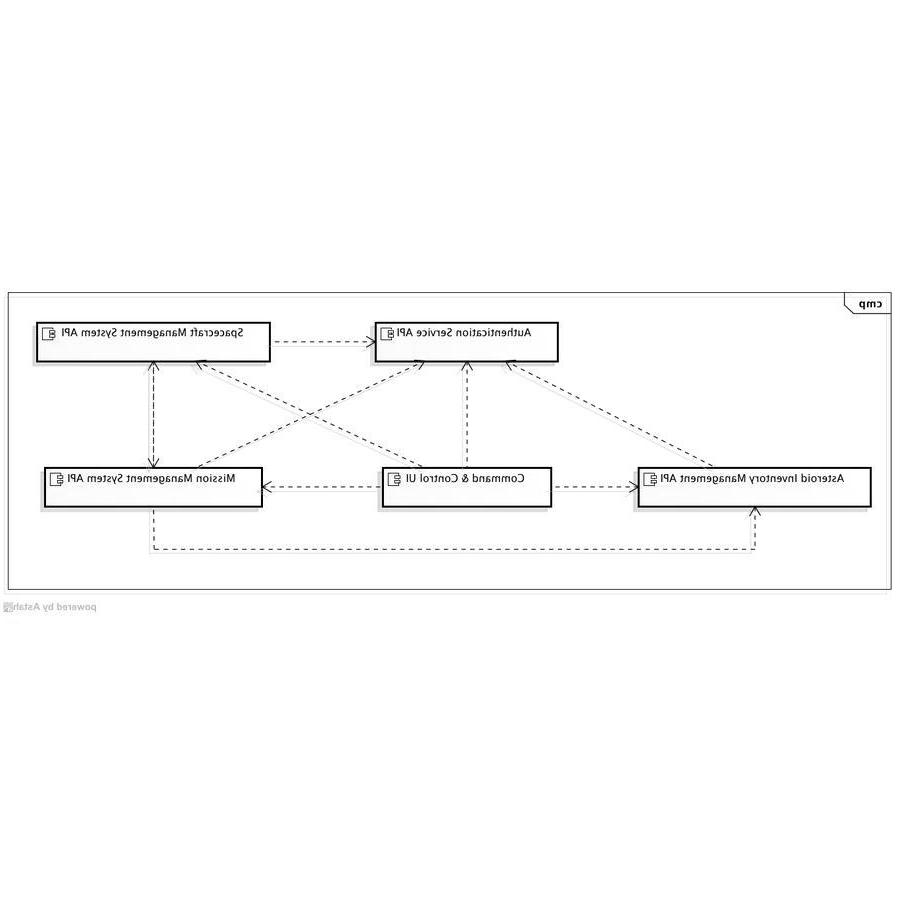 cmp
Spacecraft Management System API
Authentication Service API
Mission Management System API
Command & Control UI
Asteroid Inventory Management API
powered by Astah